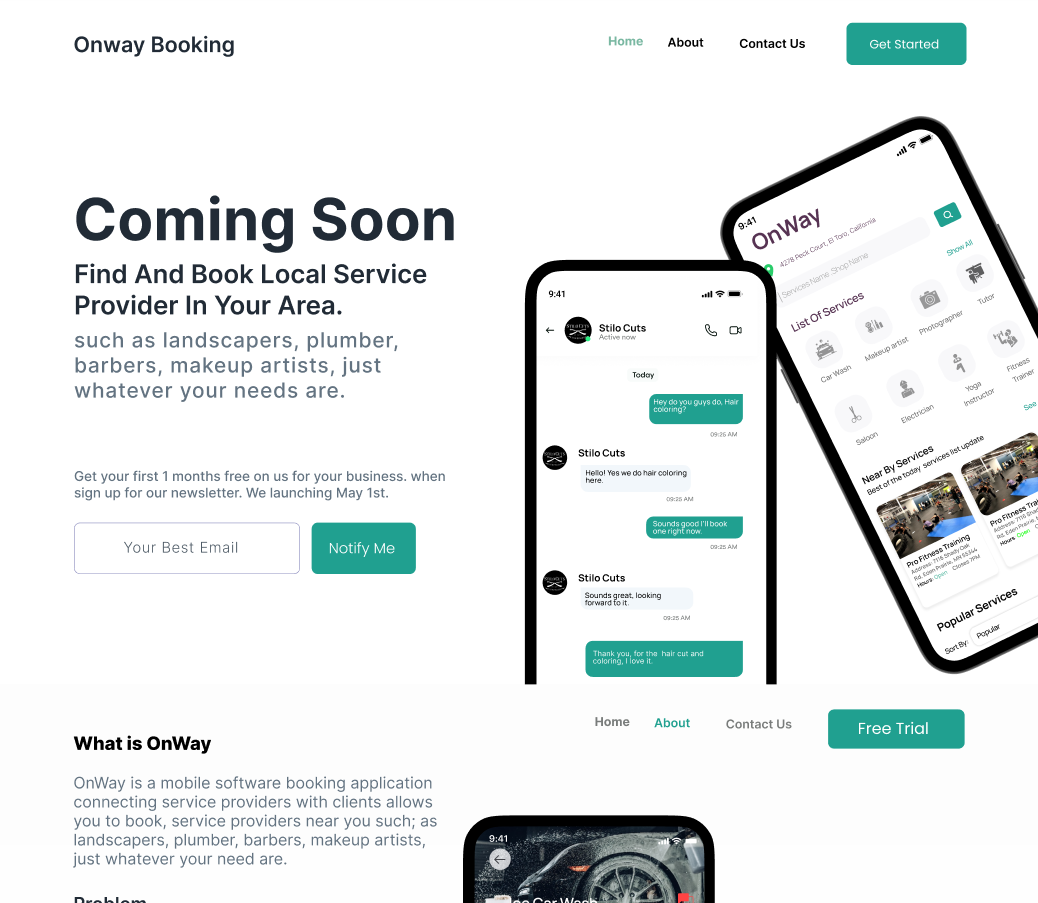 Onway Booking
Home
About
Contact Us
Get Started
Coming Soon
Find And Book Local Service
Provider In Your Area.
such as landscapers, plumber,
barbers, makeup artists, just
whatever your needs are.
Get your first 1 months free on us for your business. when
sign up for our newsletter. We launching May 1st.
Your Best Email
Notify Me
9:41
Stilo Cuts
Active now
Today
Hey do you guys do, Hair
coloring?
09:25 AM
Stilo Cuts
Hello! Yes we do hair coloring
here.
09:25 AM
Sounds good I'll book
one right now.
09:25 AM
Stilo Cuts
Sounds great, looking
forward to it.
09:25 AM
Thank you, for the hair cut and
coloring, I love it.
9:41
OnWay
4278 Peck Court, El Toro, California
Services Name, Shop Name
Show All
List Of Services
Car Wash
Makeup artist
Photographer
Tutor
Saloon
Electrician
Yoga
Instructor
Fitness
Trainer
See
Near By Services
Best of the today services list update
Pro Fitness Training
Address- 7716 Shady Oak
Rd, Eden Prairie, MN 55344
Hours: Open Closes 7PM
Pro Fitness
Address- 7716
Rd, Eden Prairie,
Hours: Open
Popular Services
Sort By:
Popular
Home
About
Contact Us
Free Trial
What is OnWay
OnWay is a mobile software booking application
connecting service providers with clients allows
you to book, service providers near you such; as
landscapers, plumber, barbers, makeup artists,
just whatever your need are.
Problem
9:41
Car Wash